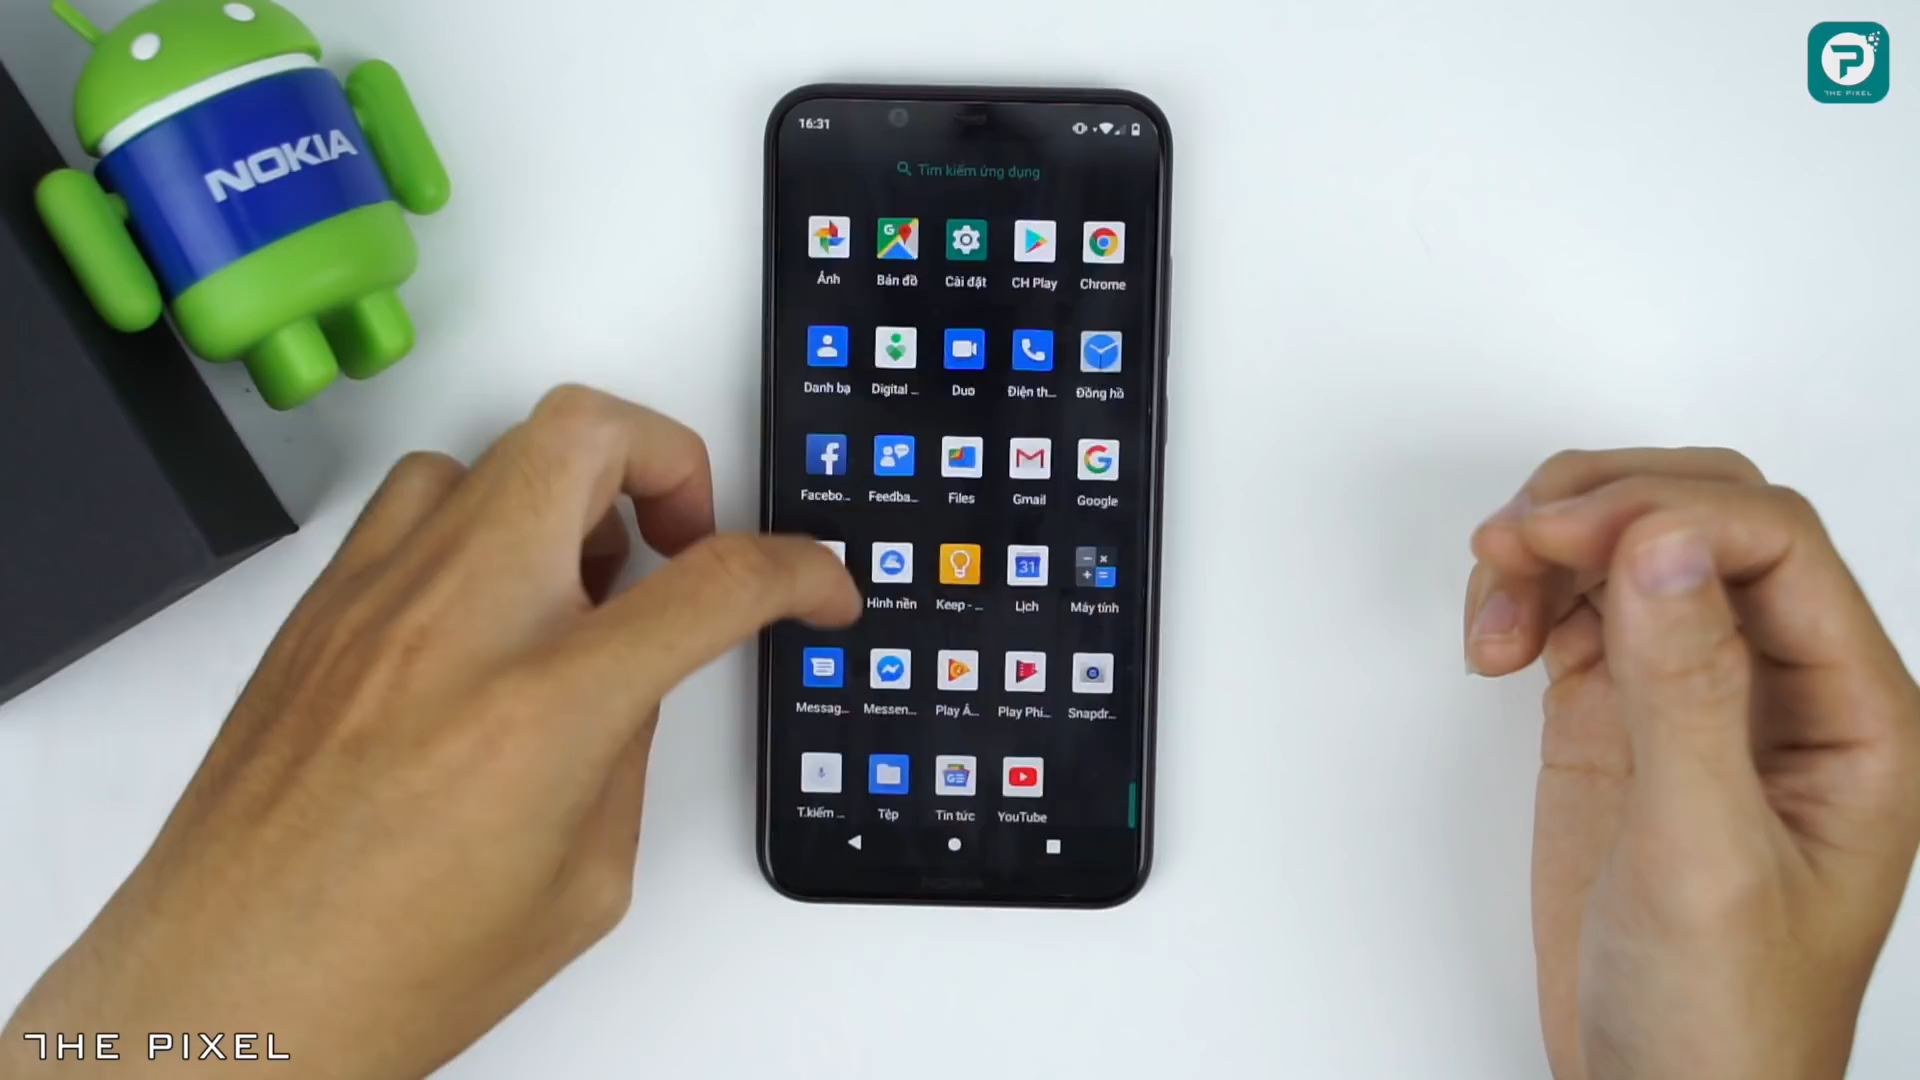 THE PIXEL
NOKIA
16:31
Tìm kiếm ứng dụng
Ảnh
Bản đồ
Cài đặt
CH Play
Chrome
Danh bạ
Digital ...
Duo
Điện th...
Đồng hồ
Facebo...
Feedba...
Files
Gmail
Google
Hình nền
Keep - ...
31
Lịch
Máy tính
Messag...
Messen...
Play Â...
Play Phi...
Snapdr...
T.kiếm ...
Tệp
Tin tức
YouTube
NOKIA
THE PIXEL